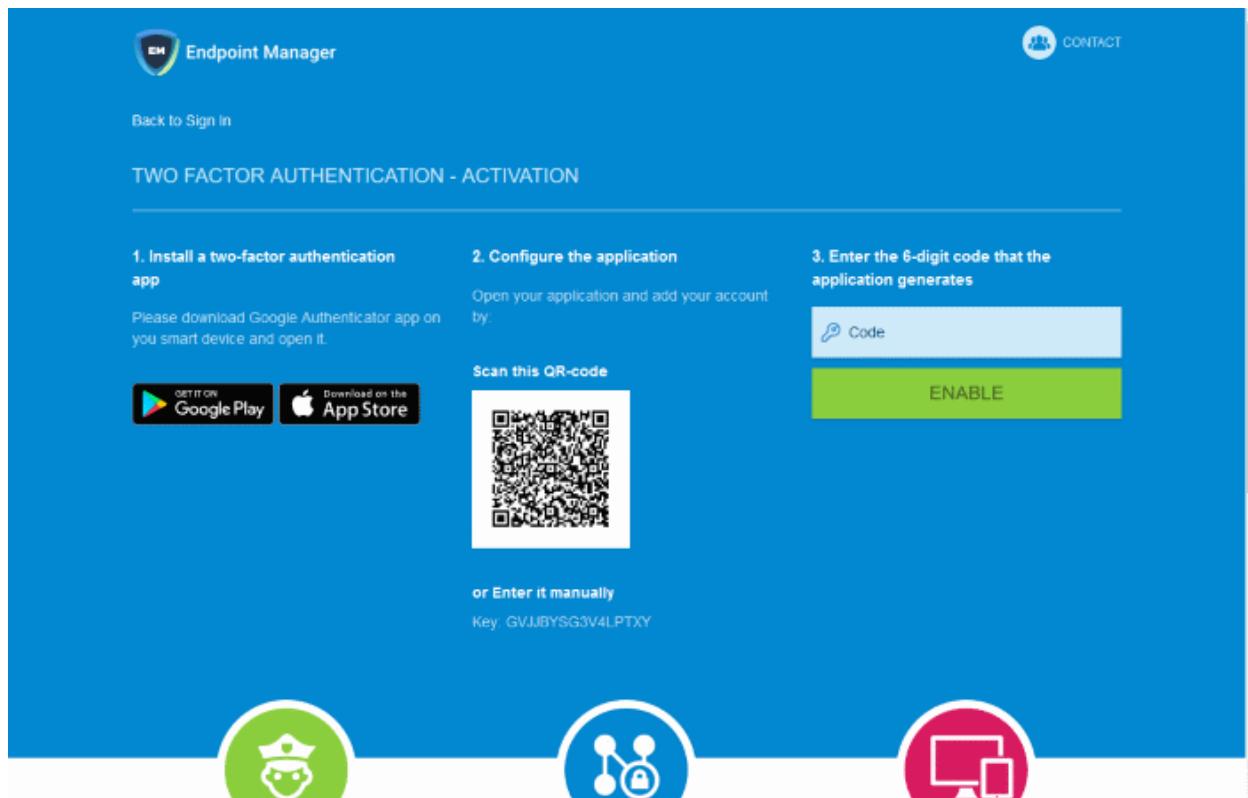 EM Endpoint Manager
CONTACT
Back to Sign In
TWO FACTOR AUTHENTICATION - ACTIVATION
1. Install a two-factor authentication
app
Please download Google Authenticator app on
you smart device and open it.
GET IT ON
Google Play
Download on the
App Store
2. Configure the application
Open your application and add your account
by:
Scan this QR-code
or Enter it manually
Key: GVJJBYSG3V4LPTXY
3. Enter the 6-digit code that the
application generates
Code
ENABLE